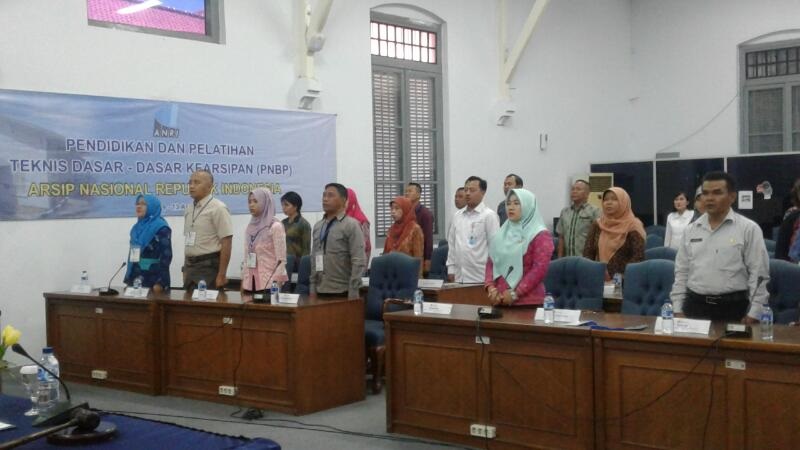 ANRI
PENDIDIKAN DAN PELATIHAN
TEKNIS DASAR - DASAR KEARSIPAN (PNBP)
ARSIP NASIONAL REPUBLIK INDONESIA